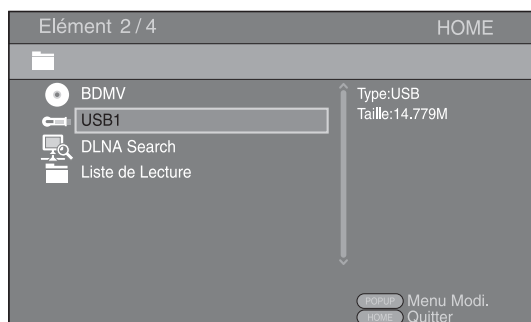 Elément 2 / 4 HOME
BDMV
USB1
DLNA Search
Liste de Lecture
Type:USB
Taille:14.779M
POPUP Menu Modi.
HOME Quitter